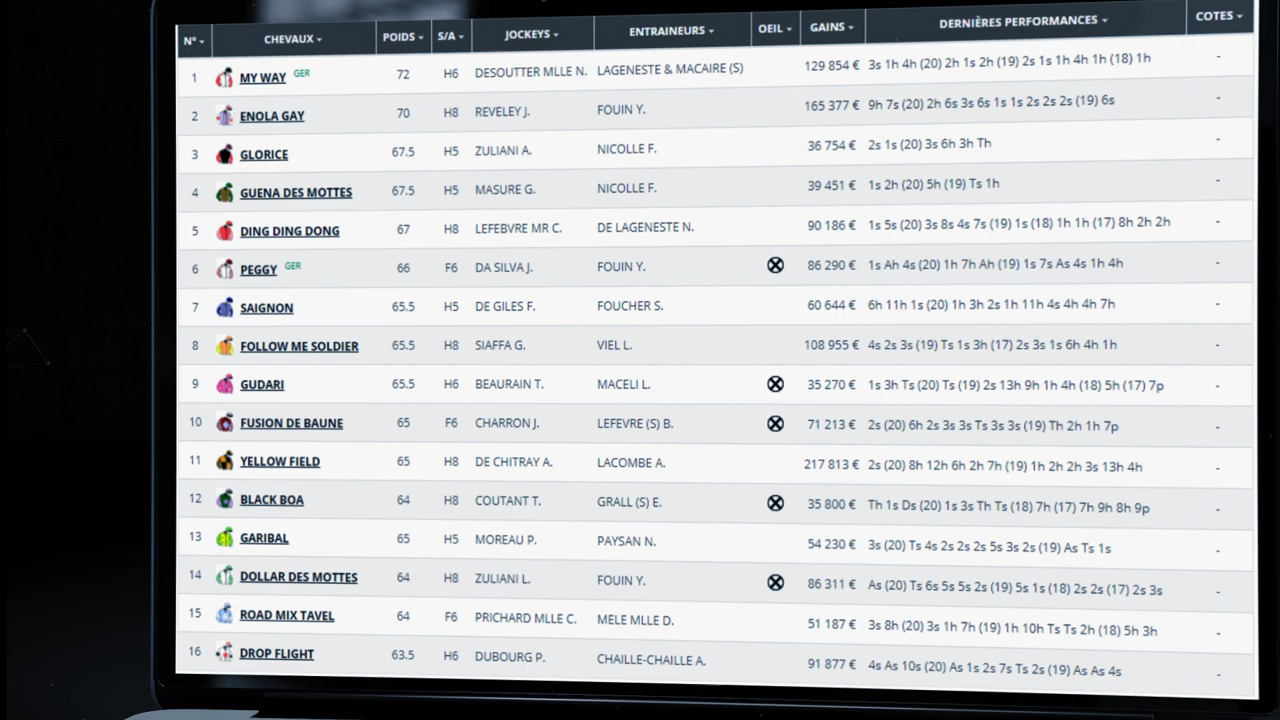 N° CHEVAUX POIDS S/A JOCKEYS ENTRAINEURS OEIL GAINS DERNIÈRES PERFORMANCES COTES
1 MY WAY GER 72 H6 DESOUTTER MLLE N. LAGENESTE & MACAIRE (S) 129 854 € 3s 1h 4h (20) 2h 1s 2h (19) 2s 1s 1h 4h 1h (18) 1h -
2 ENOLA GAY 70 H8 REVELEY J. FOUIN Y. 165 377 € 9h 7s (20) 2h 6s 3s 6s 1s 1s 2s 2s 2s (19) 6s -
3 GLORICE 67.5 H5 ZULIANI A. NICOLLE F. 36 754 € 2s 1s (20) 3s 6h 3h Th -
4 GUENA DES MOTTES 67.5 H5 MASURE G. NICOLLE F. 39 451 € 1s 2h (20) 5h (19) Ts 1h -
5 DING DING DONG 67 H8 LEFEBVRE MR C. DE LAGENESTE N. 90 186 € 1s 5s (20) 3s 8s 4s 7s (19) 1s (18) 1h 1h (17) 8h 2h 2h -
6 PEGGY GER 66 F6 DA SILVA J. FOUIN Y. 86 290 € 1s Ah 4s (20) 1h 7h Ah (19) 1s 7s As 4s 1h 4h -
7 SAIGNON 65.5 H5 DE GILES F. FOUCHER S. 60 644 € 6h 11h 1s (20) 1h 3h 2s 1h 11h 4s 4h 4h 7h -
8 FOLLOW ME SOLDIER 65.5 H8 SIAFFA G. VIEL L. 108 955 € 4s 2s 3s (19) Ts 1s 3h (17) 2s 3s 1s 6h 4h 1h -
9 GUDARI 65.5 H6 BEAURAIN T. MACELI L. 35 270 € 1s 3h Ts (20) Ts (19) 2s 13h 9h 1h 4h (18) 5h (17) 7p -
10 FUSION DE BAUNE 65 F6 CHARRON J. LEFEVRE (S) B. 71 213 € 2s (20) 6h 2s 3s 3s Ts 3s 3s (19) Th 2h 1h 7p -
11 YELLOW FIELD 65 H8 DE CHITRAY A. LACOMBE A. 217 813 € 2s (20) 8h 12h 6h 2h 7h (19) 1h 2h 2h 3s 13h 4h -
12 BLACK BOA 64 H8 COUTANT T. GRALL (S) E. 35 800 € Th 1s Ds (20) 1s 3s Th Ts (18) 7h (17) 7h 9h 8h 9p -
13 GARIBAL 65 H5 MOREAU P. PAYSAN N. 54 230 € 3s (20) Ts 4s 2s 2s 2s 5s 3s 2s (19) As Ts 1s -
14 DOLLAR DES MOTTES 64 H8 ZULIANI L. FOUIN Y. 86 311 € As (20) Ts 6s 5s 5s 2s (19) 5s 1s (18) 2s 2s (17) 2s 3s -
15 ROAD MIX TAVEL 64 F6 PRICHARD MLLE C. MELE MLLE D. 51 187 € 3s 8h (20) 3s 1h 7h (19) 1h 10h Ts Ts 2h (18) 5h 3h -
16 DROP FLIGHT 63.5 H6 DUBOURG P. CHAILLE-CHAILLE A. 91 877 € 4s As 10s (20) As 1s 2s 7s Ts 2s (19) As As 4s -